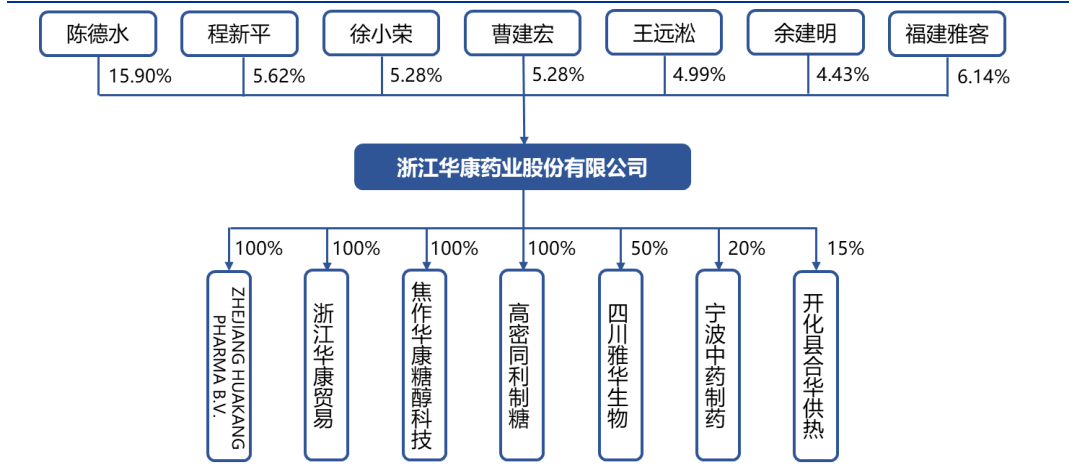 陈德水
程新平
徐小荣
曹建宏
王远淞
余建明
福建雅客
15.90%
5.62%
5.28%
5.28%
4.99%
4.43%
6.14%
浙江华康药业股份有限公司
100%
100%
100%
100%
50%
20%
15%
ZHEJIANG HUAKANG
PHARMA B.V.
浙江华康贸易
焦作华康糖醇科技
高密同利制糖
四川雅华生物
宁波中药制药
开化县合华供热